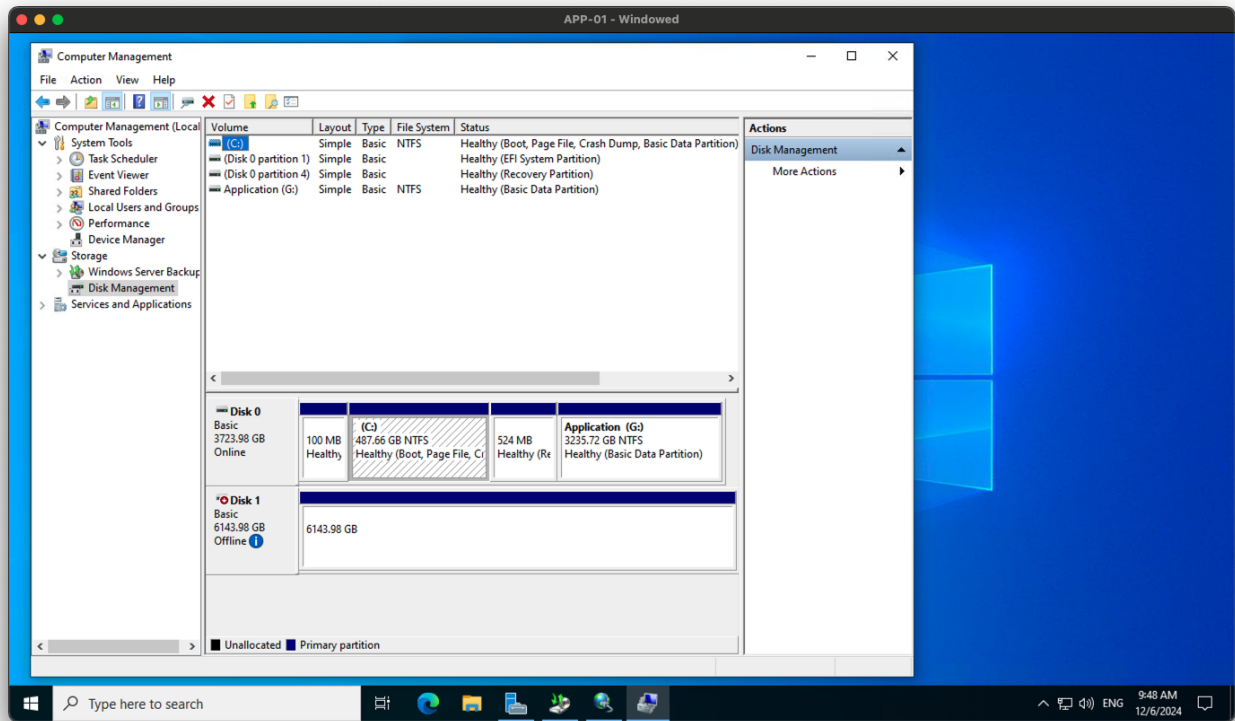 APP-01 - Windowed
Computer Management
File Action View Help
Computer Management (Local
System Tools
Task Scheduler
Event Viewer
Shared Folders
Local Users and Groups
Performance
Device Manager
Storage
Windows Server Backup
Disk Management
Services and Applications
Volume Layout Type File System Status
(C:) Simple Basic NTFS Healthy (Boot, Page File, Crash Dump, Basic Data Partition)
(Disk 0 partition 1) Simple Basic Healthy (EFI System Partition)
(Disk 0 partition 4) Simple Basic Healthy (Recovery Partition)
Application (G:) Simple Basic NTFS Healthy (Basic Data Partition)
Disk 0
Basic
3723.98 GB
Online
100 MB
Healthy
(C:)
487.66 GB NTFS
Healthy (Boot, Page File, Cr
524 MB
Healthy (Re
Application (G:)
3235.72 GB NTFS
Healthy (Basic Data Partition)
Disk 1
Basic
6143.98 GB
Offline
6143.98 GB
Unallocated Primary partition
Actions
Disk Management
More Actions
Type here to search
ENG
9:48 AM
12/6/2024